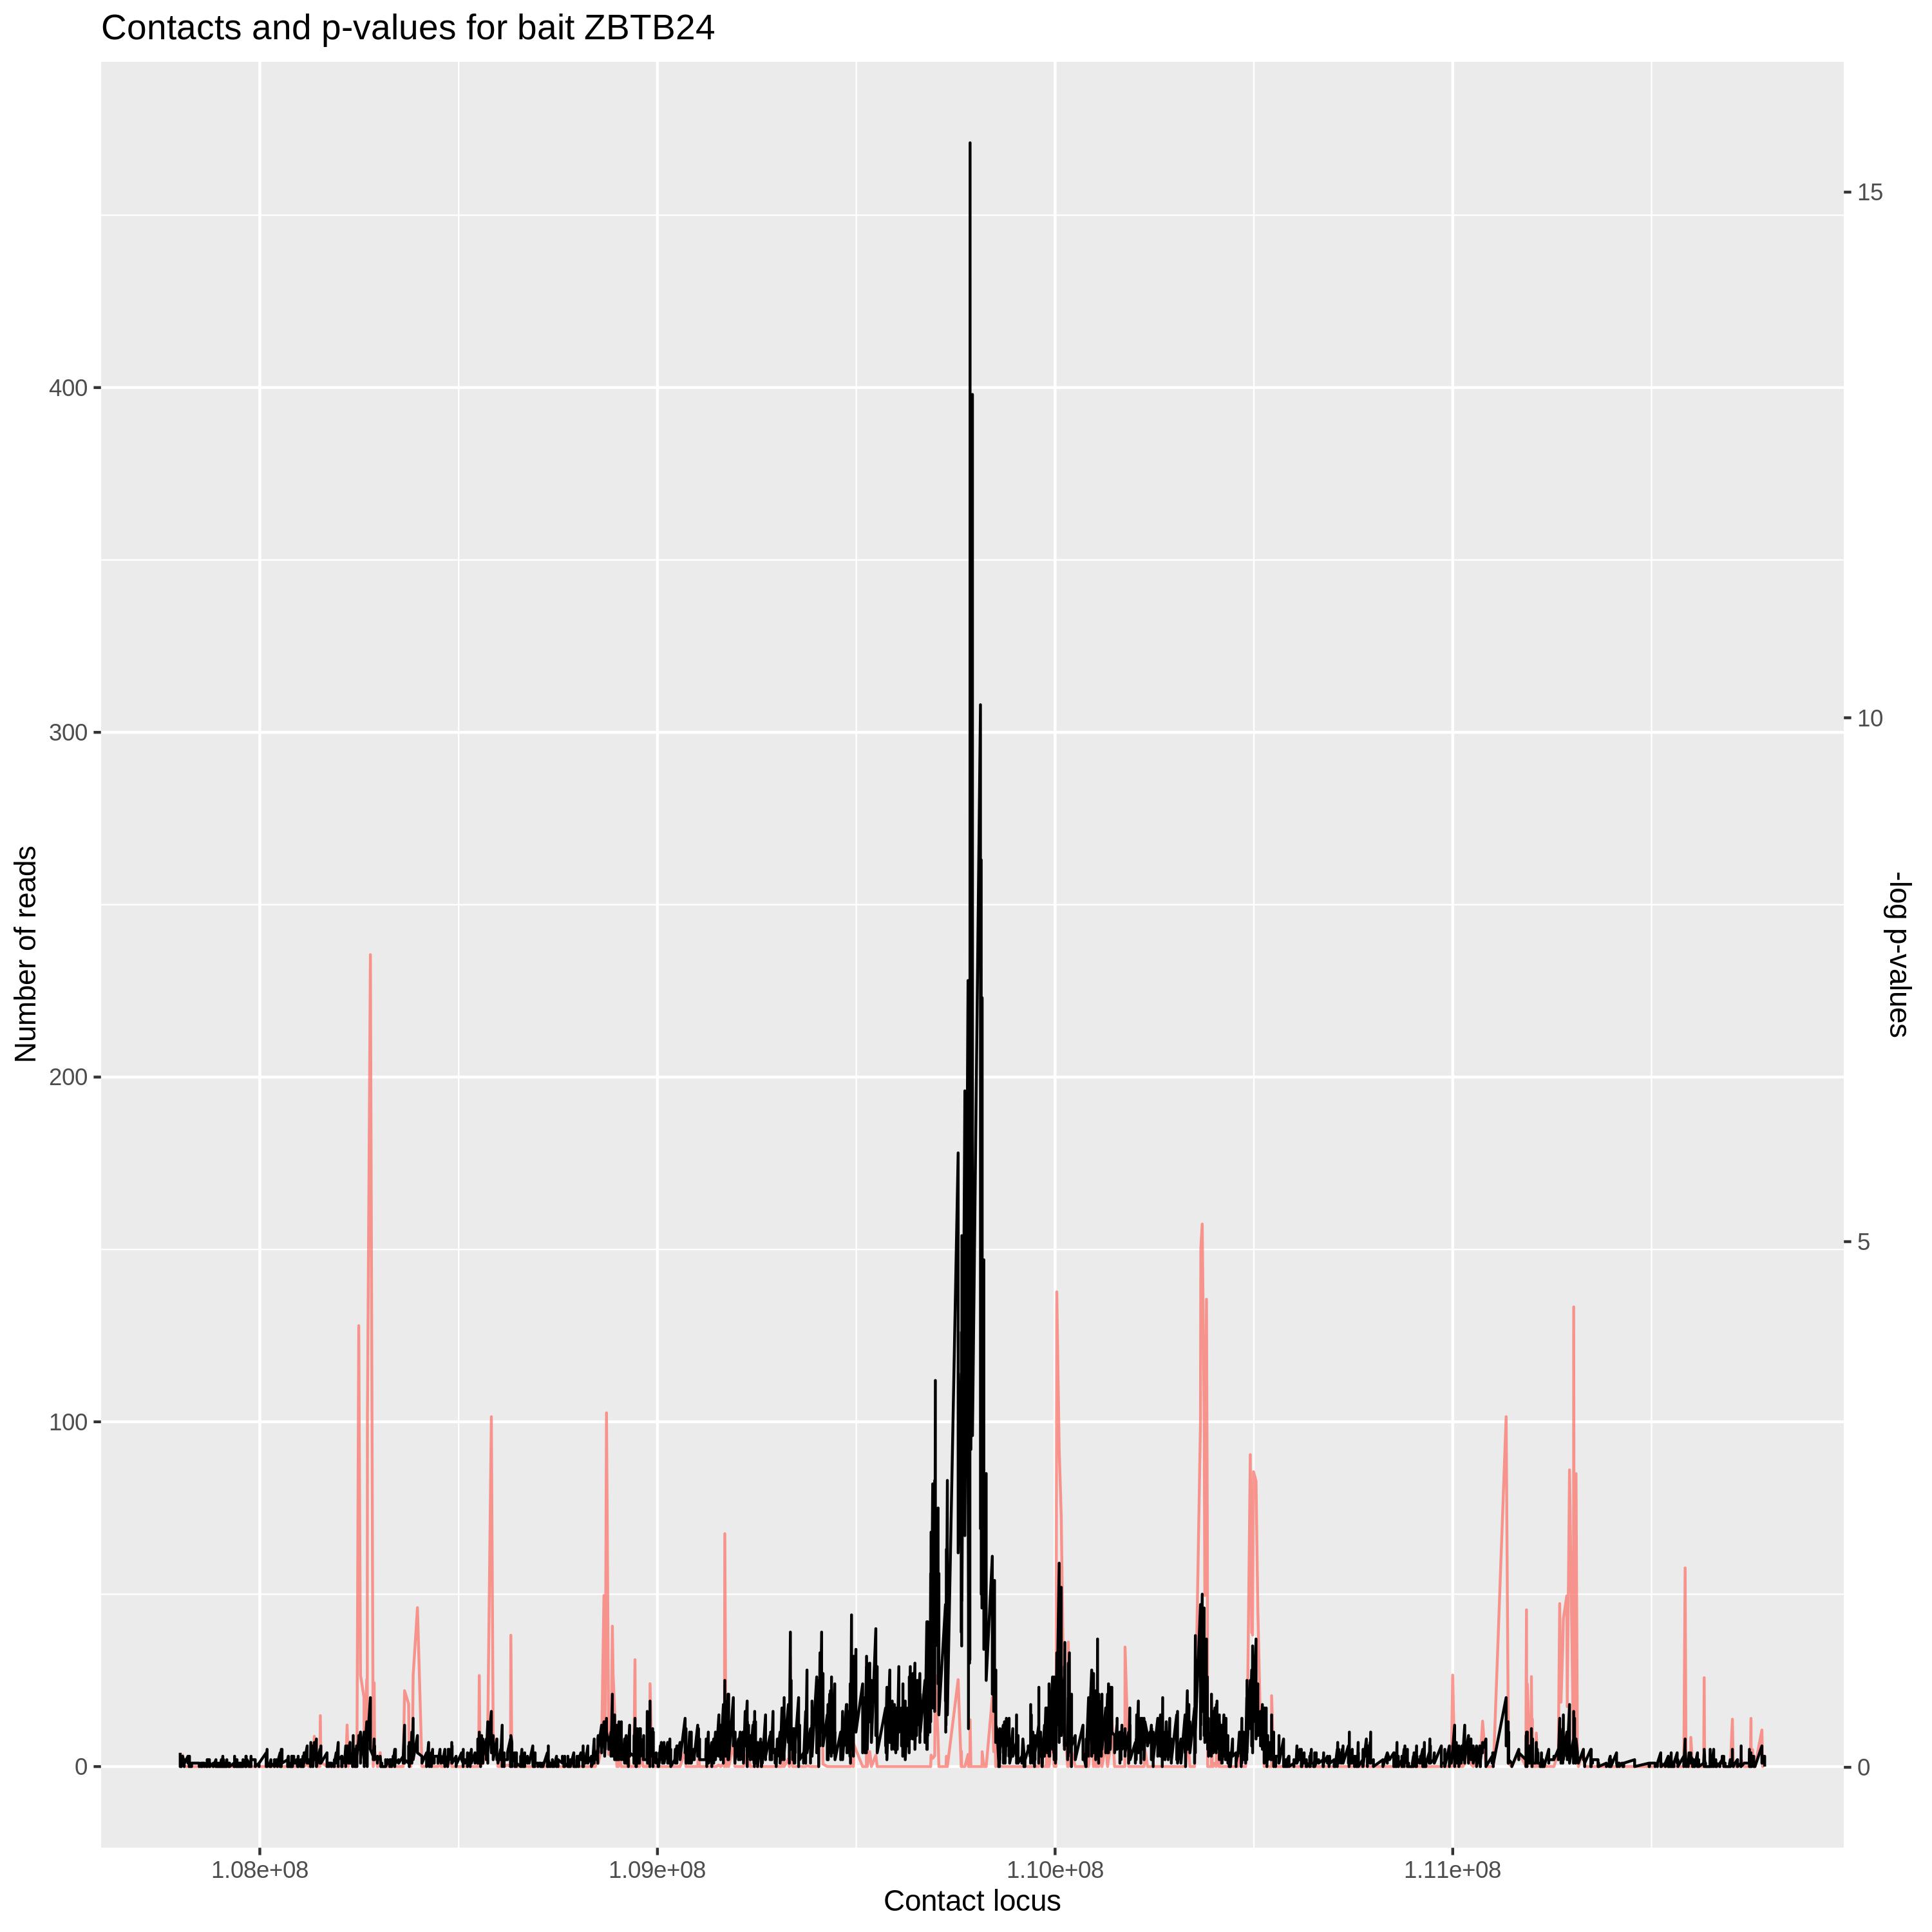 Contacts and p-values for bait ZBTB24
400
300
200
100
0
15
10
5
0
Number of reads
-log p-values
1.08e+08
1.09e+08
1.10e+08
1.11e+08
Contact locus